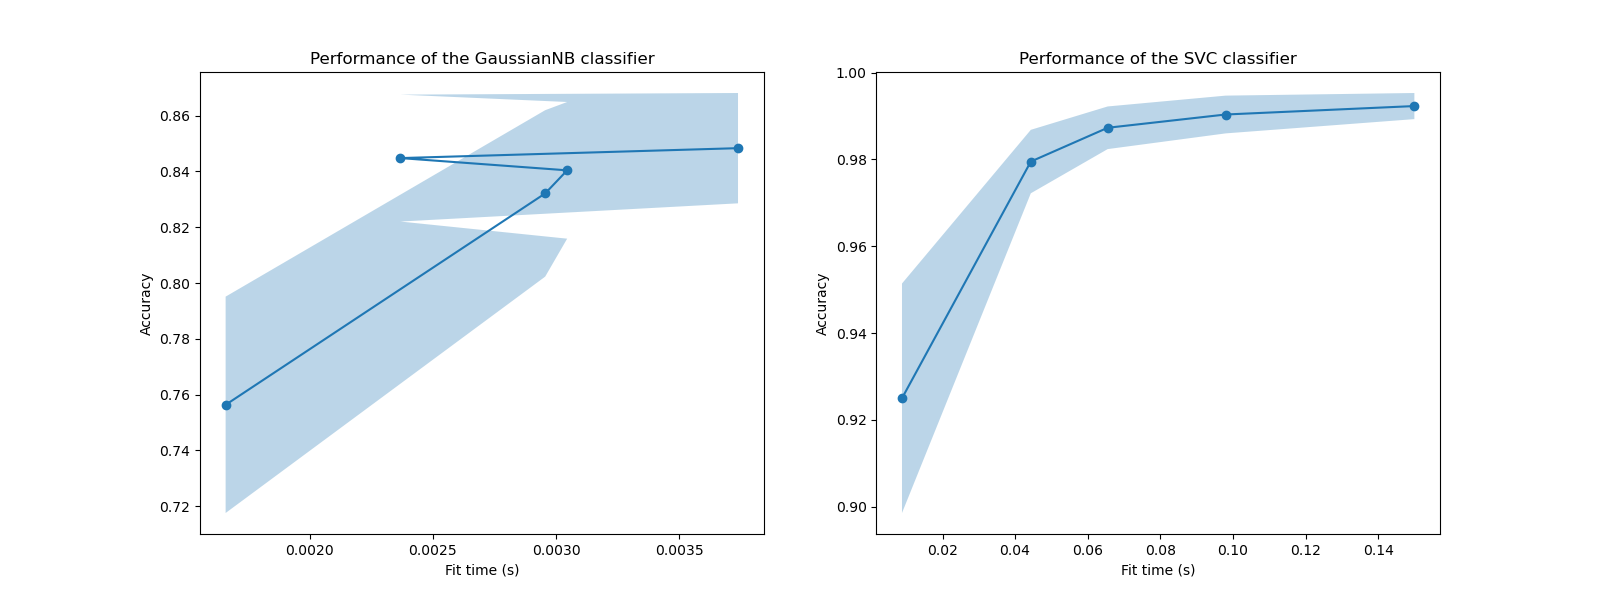 Performance of the GaussianNB classifier
0.86
0.84
0.82
0.80
0.78
0.76
0.74
0.72
Accuracy
0.0020 0.0025 0.0030 0.0035
Fit time (s)
Performance of the SVC classifier
1.00
0.98
0.96
0.94
0.92
0.90
Accuracy
0.02 0.04 0.06 0.08 0.10 0.12 0.14
Fit time (s)